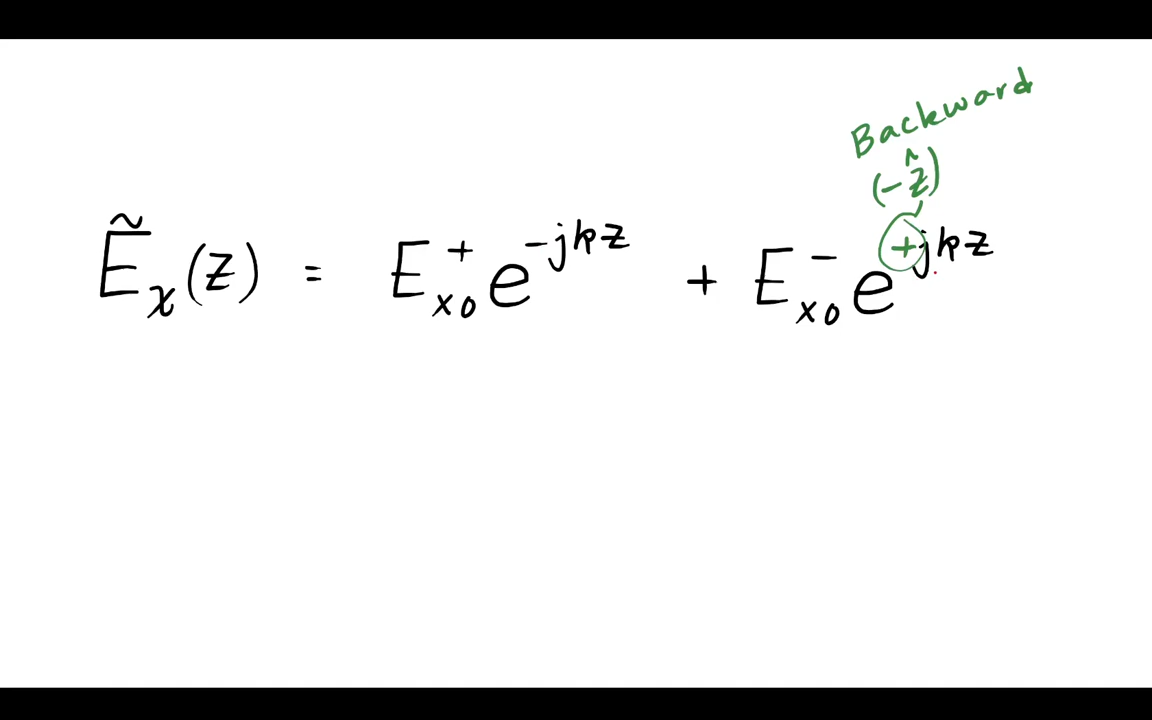 Backward
(-ẑ)
Ẽₓ(z) = E⁺ₓ₀ e^{-jkz} + E⁻ₓ₀ e^{+jkz}